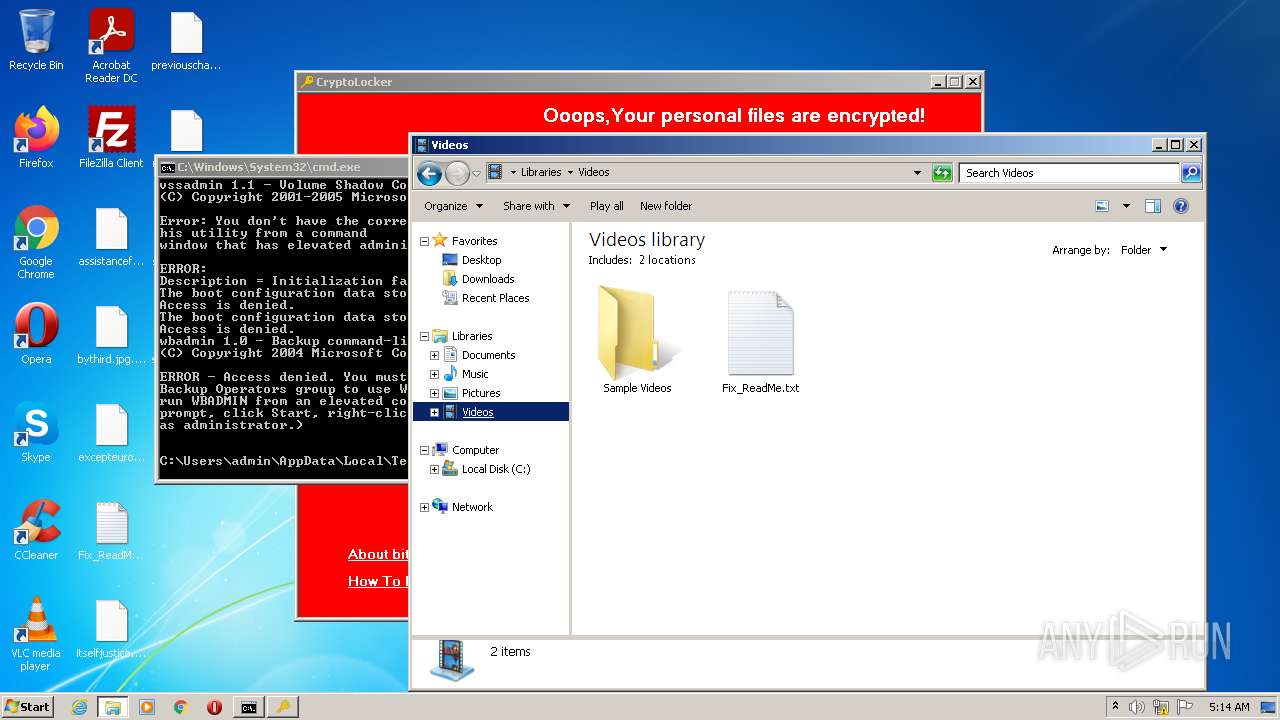 Recycle Bin
Acrobat
Reader DC
previouscha...
Firefox
FileZilla Client
Google
Chrome
assistancef...
Opera
bythird.jpg....
Skype
excepteuro...
CCleaner
Fix_ReadM...
VLC media
player
itselfjustice....
CryptoLocker
Ooops,Your personal files are encrypted!
About bit
How To
C:\Windows\System32\cmd.exe
vssadmin 1.1 - Volume Shadow Co
(C) Copyright 2001-2005 Microso
Error: You don't have the corre
his utility from a command
window that has elevated admini
ERROR:
Description = Initialization fa
The boot configuration data sto
Access is denied.
The boot configuration data sto
Access is denied.
wbadmin 1.0 - Backup command-li
(C) Copyright 2004 Microsoft Co
ERROR - Access denied. You must
Backup Operators group to use W
run WBADMIN from an elevated co
prompt, click Start, right-clic
as administrator.)
C:\Users\admin\AppData\Local\Te
Videos
Libraries
Videos
Search Videos
Organize
Share with
Play all
New folder
Favorites
Desktop
Downloads
Recent Places
Libraries
Documents
Music
Pictures
Videos
Computer
Local Disk (C:)
Network
Videos library
Includes: 2 locations
Arrange by: Folder
Sample Videos
Fix_ReadMe.txt
2 items
ANY RUN
Start
5:14 AM